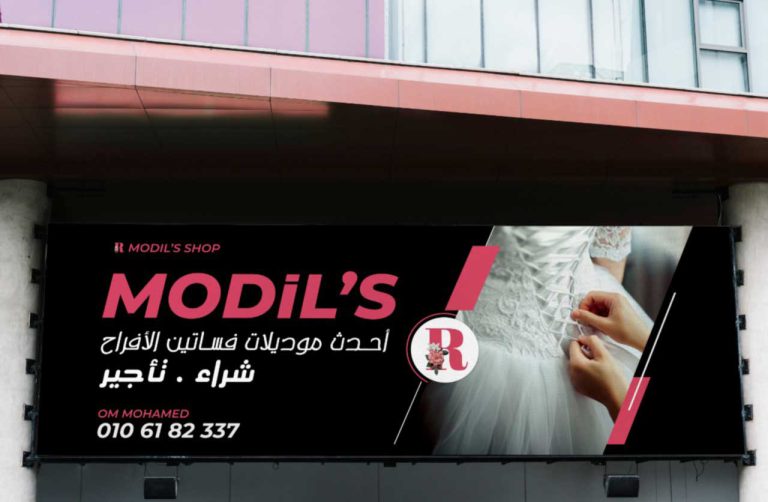 R MODIL'S SHOP
MODiL'S
أحدث موديلات فساتين الأفراح
شراء . تأجير
OM MOHAMED
010 61 82 337
R